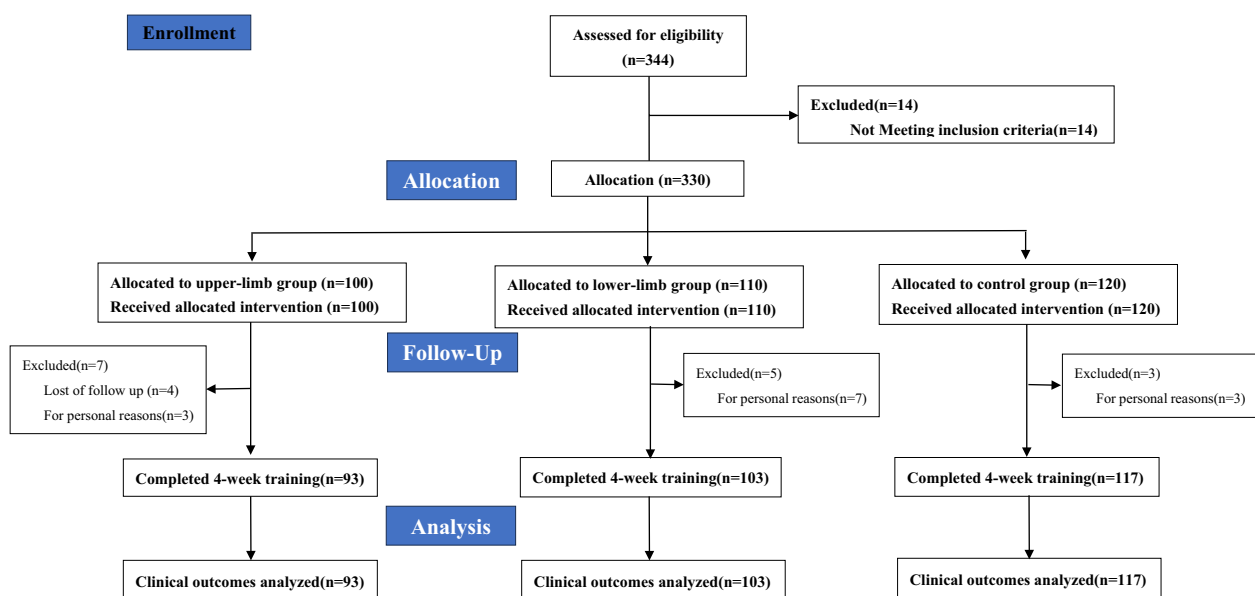 Enrollment
Assessed for eligibility
(n=344)
Excluded(n=14)
Not Meeting inclusion criteria(n=14)
Allocation
Allocation (n=330)
Allocated to upper-limb group (n=100)
Received allocated intervention(n=100)
Allocated to lower-limb group(n=110)
Received allocated intervention(n=110)
Allocated to control group(n=120)
Received allocated intervention(n=120)
Follow-Up
Excluded(n=7)
Lost of follow up (n=4)
For personal reasons(n=3)
Excluded(n=5)
For personal reasons(n=7)
Excluded(n=3)
For personal reasons(n=3)
Completed 4-week training(n=93)
Completed 4-week training(n=103)
Completed 4-week training(n=117)
Analysis
Clinical outcomes analyzed(n=93)
Clinical outcomes analyzed(n=103)
Clinical outcomes analyzed(n=117)